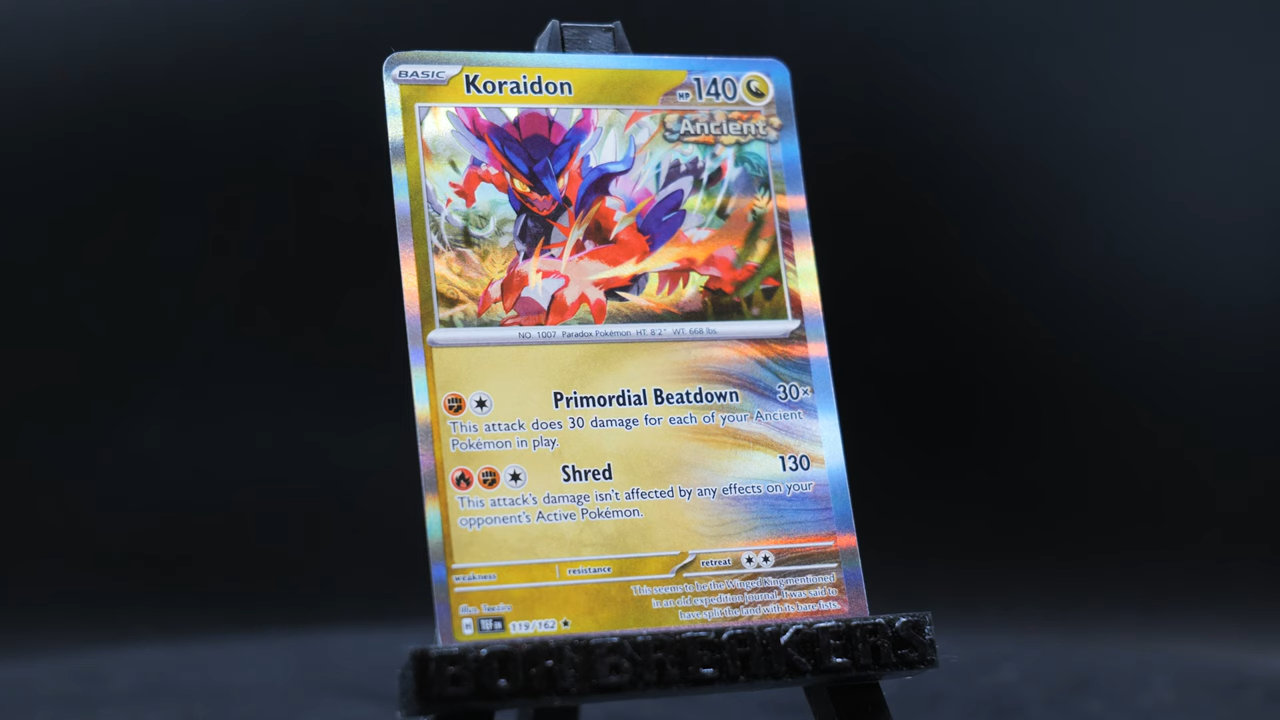 BASIC Koraidon HP 140
Ancient
NO. 1007 Paradox Pokémon HT: 8'2" WT: 668 lbs.
Primordial Beatdown 30×
This attack does 30 damage for each of your Ancient
Pokémon in play.
Shred 130
This attack's damage isn't affected by any effects on your
opponent's Active Pokémon.
weakness resistance retreat
This seems to be the Winged King mentioned
in an old expedition journal. It was said to
have split the land with its bare fists.
Illus.
H TEF EN 119/162
BOXBREAKERS